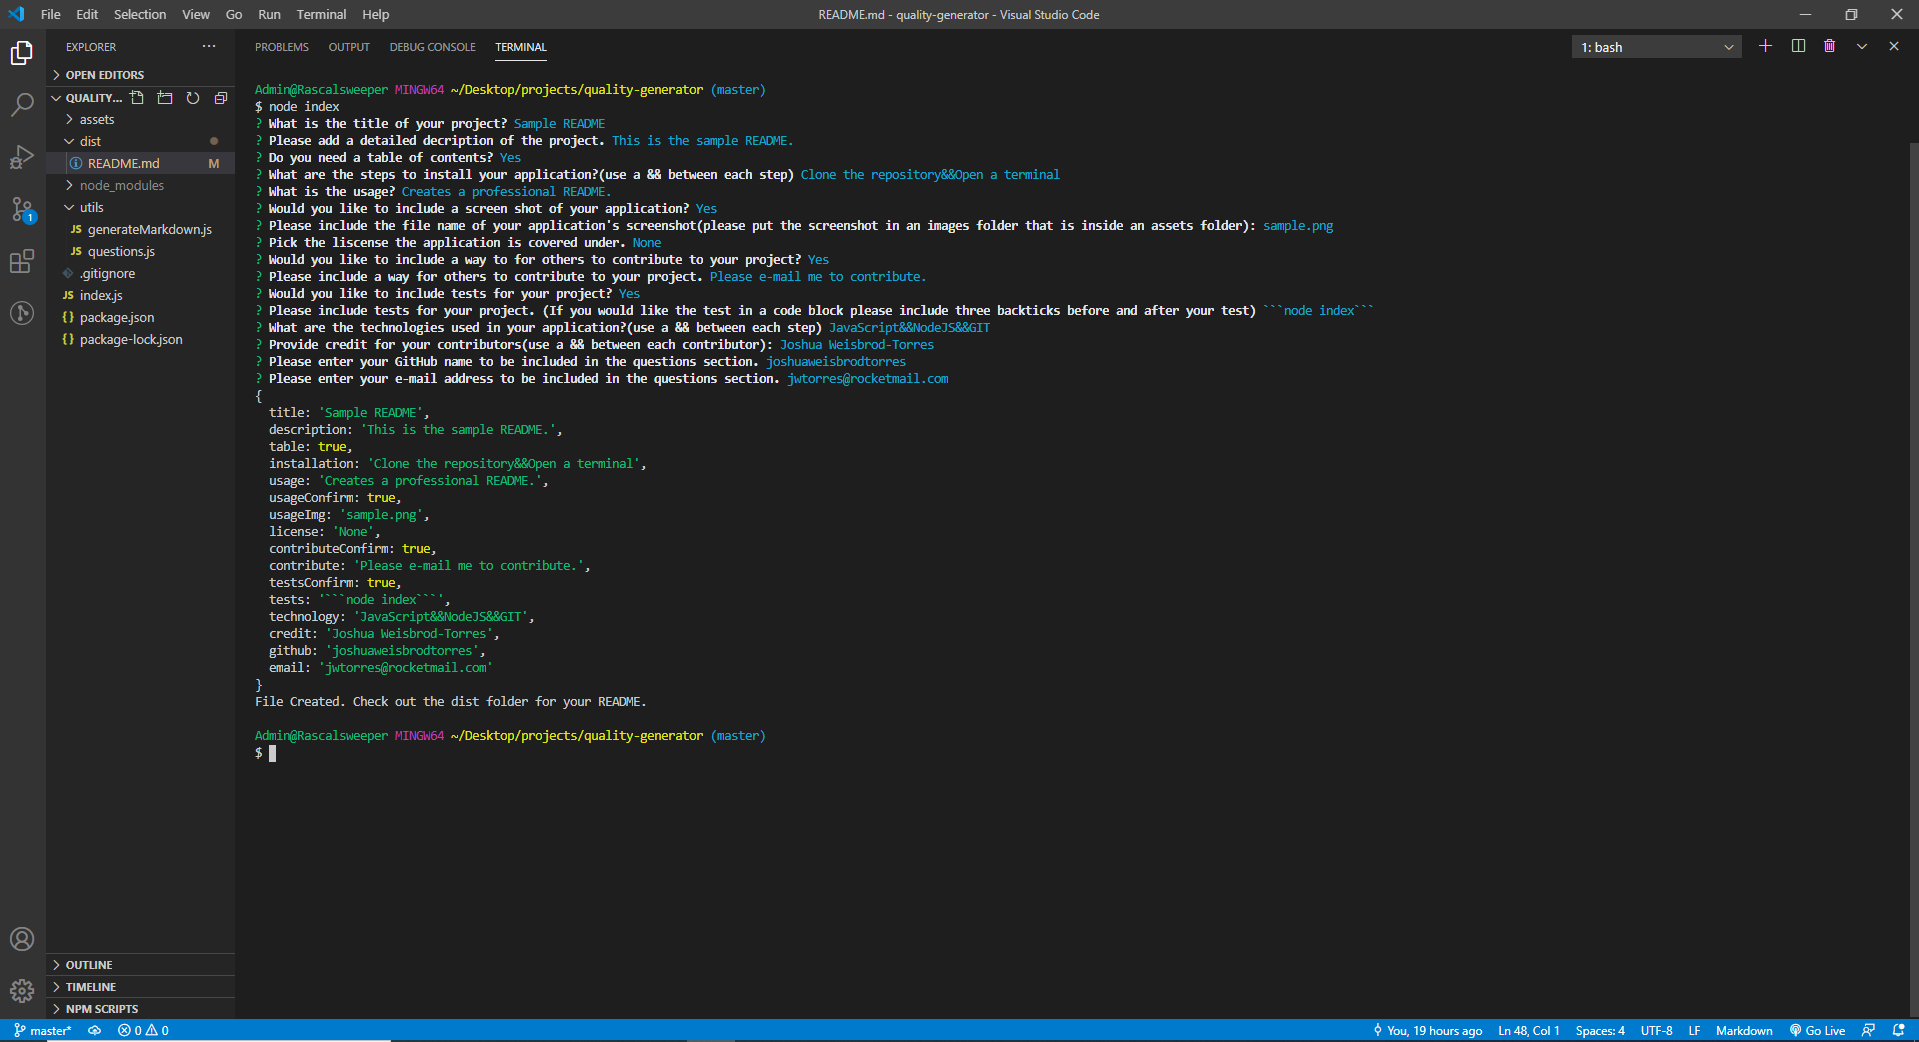 File Edit Selection View Go Run Terminal Help
README.md - quality-generator - Visual Studio Code
EXPLORER
OPEN EDITORS
QUALITY...
assets
dist
README.md M
node_modules
utils
JS generateMarkdown.js
JS questions.js
.gitignore
JS index.js
{} package.json
{} package-lock.json
OUTLINE
TIMELINE
NPM SCRIPTS
PROBLEMS OUTPUT DEBUG CONSOLE TERMINAL
1: bash
Admin@Rascalsweeper MINGW64 ~/Desktop/projects/quality-generator (master)
$ node index
? What is the title of your project? Sample README
? Please add a detailed decription of the project. This is the sample README.
? Do you need a table of contents? Yes
? What are the steps to install your application?(use a && between each step) Clone the repository&&Open a terminal
? What is the usage? Creates a professional README.
? Would you like to include a screen shot of your application? Yes
? Please include the file name of your application's screenshot(please put the screenshot in an images folder that is inside an assets folder): sample.png
? Pick the liscense the application is covered under. None
? Would you like to include a way to for others to contribute to your project? Yes
? Please include a way for others to contribute to your project. Please e-mail me to contribute.
? Would you like to include tests for your project? Yes
? Please include tests for your project. (If you would like the test in a code block please include three backticks before and after your test) ```node index```
? What are the technologies used in your application?(use a && between each step) JavaScript&&NodeJS&&GIT
? Provide credit for your contributors(use a && between each contributor): Joshua Weisbrod-Torres
? Please enter your GitHub name to be included in the questions section. joshuaweisbrodtorres
? Please enter your e-mail address to be included in the questions section. jwtorres@rocketmail.com
{
title: 'Sample README',
description: 'This is the sample README.',
table: true,
installation: 'Clone the repository&&Open a terminal',
usage: 'Creates a professional README.',
usageConfirm: true,
usageImg: 'sample.png',
license: 'None',
contributeConfirm: true,
contribute: 'Please e-mail me to contribute.',
testsConfirm: true,
tests: '```node index```',
technology: 'JavaScript&&NodeJS&&GIT',
credit: 'Joshua Weisbrod-Torres',
github: 'joshuaweisbrodtorres',
email: 'jwtorres@rocketmail.com'
}
File Created. Check out the dist folder for your README.
Admin@Rascalsweeper MINGW64 ~/Desktop/projects/quality-generator (master)
$
1
master* 0 0
You, 19 hours ago Ln 48, Col 1 Spaces: 4 UTF-8 LF Markdown Go Live